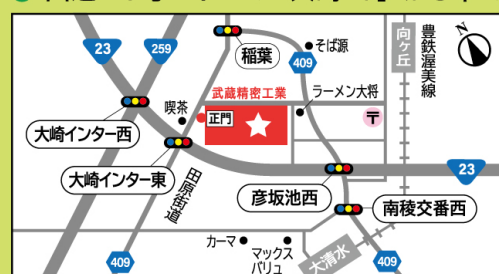 N
23
259
稲葉
そば源
409
向ヶ丘
豊鉄渥美線
武蔵精密工業
ラーメン大将
喫茶
正門
〒
大崎インター西
大崎インター東
田原街道
彦坂池西
23
南稜交番西
カーマ
マックス
バリュ
大清水
409
409